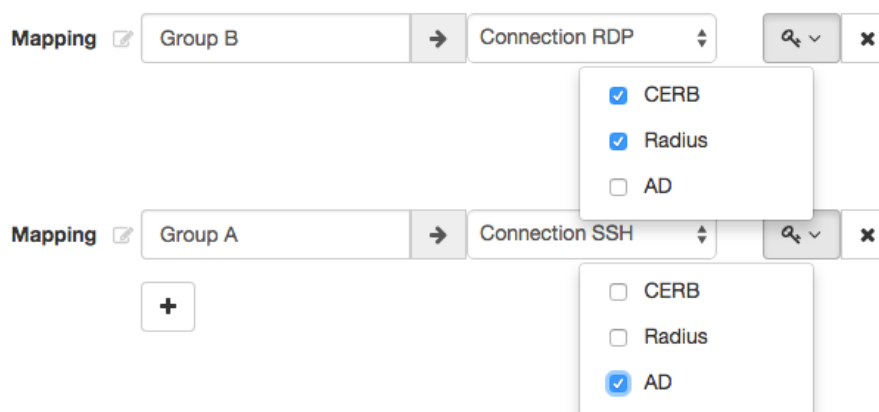 Mapping Group B Connection RDP
CERB
Radius
AD
Mapping Group A Connection SSH
CERB
Radius
AD